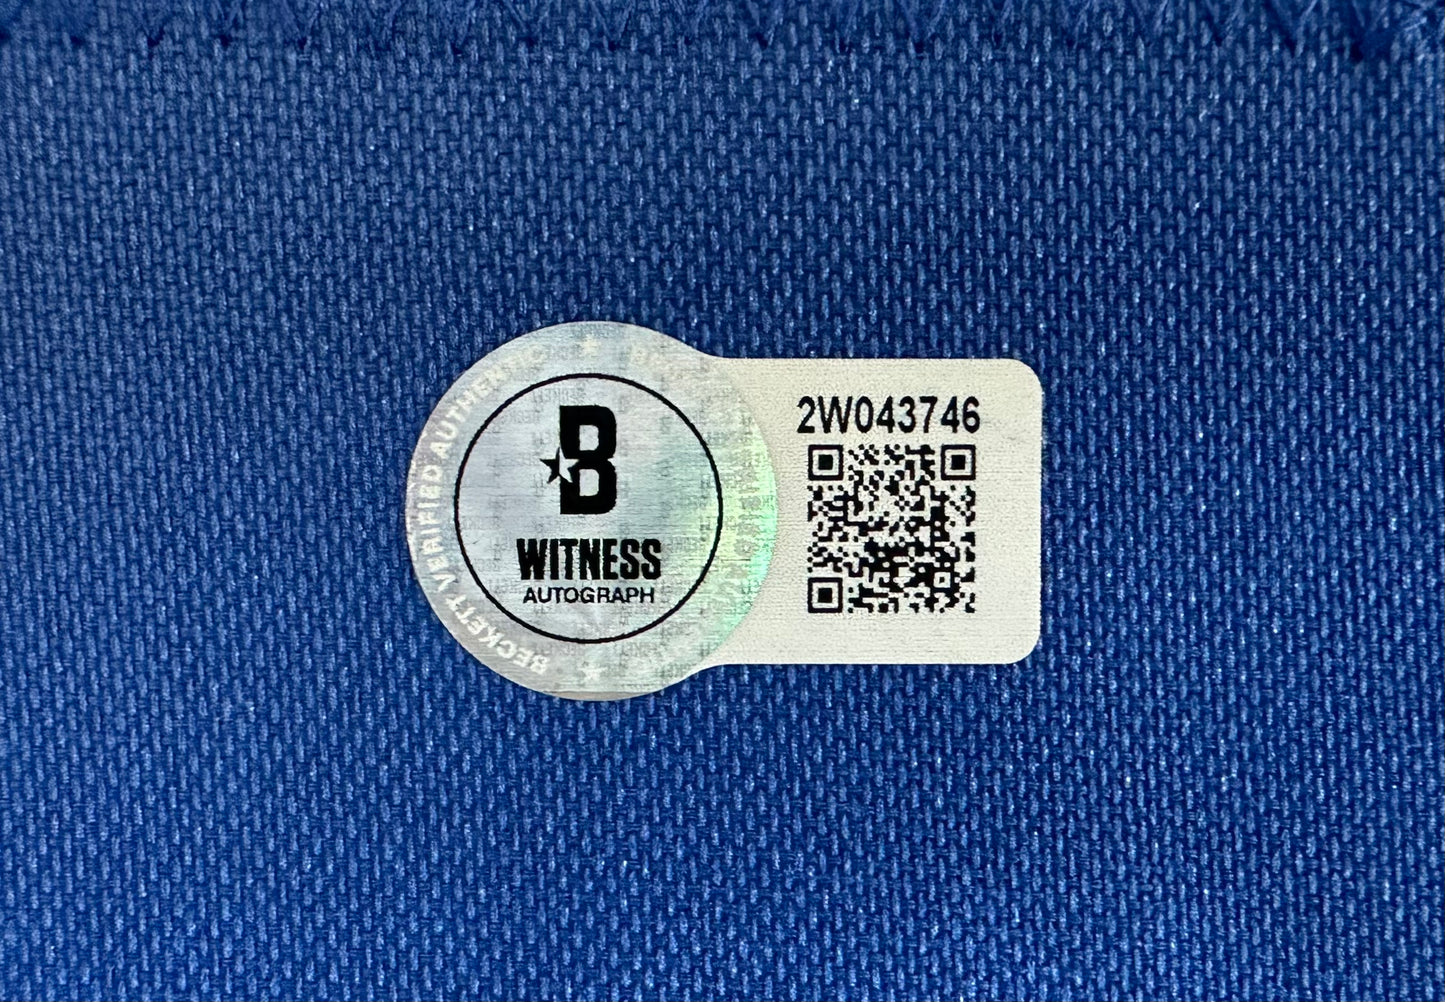 BECKETT VERIFIED AUTHENTIC
B
WITNESS
AUTOGRAPH
2W043746